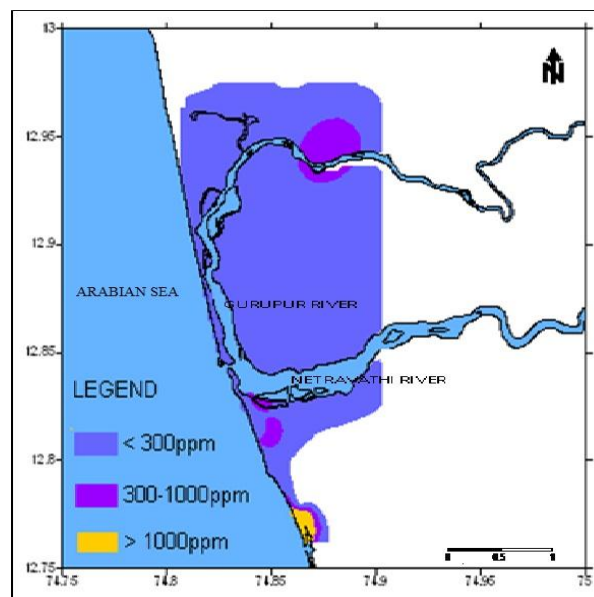 13
N
12.95
12.9
ARABIAN SEA
GURUPUR RIVER
12.85
NETRAVATHI RIVER
LEGEND
< 300ppm
12.8
300-1000ppm
> 1000ppm
0 0.5 1
12.75
74.75 74.8 74.85 74.9 74.95 75